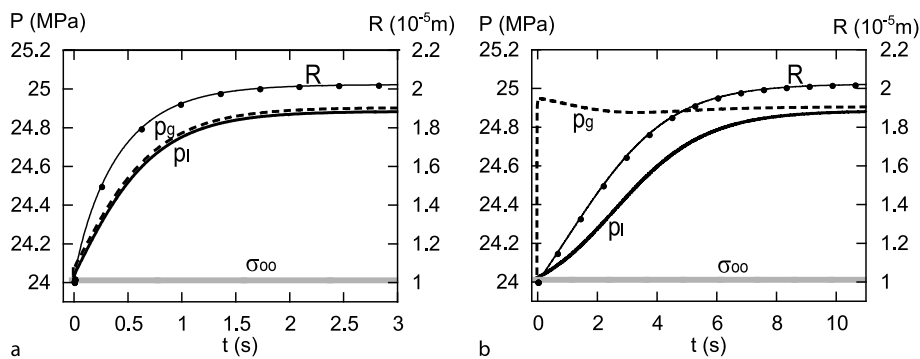 P (MPa) R (10-5m) P (MPa) R (10-5m)
25.2 2.2 25.2 2.2
25 R 2 25 R 2
24.8 pg 1.8 24.8 pg 1.8
pl
24.6 1.6 24.6 1.6
24.4 1.4 24.4 1.4
pl
24.2 1.2 24.2 1.2
σoo σoo
24 1 24 1
0 0.5 1 1.5 2 2.5 3 0 2 4 6 8 10
a t (s) b t (s)